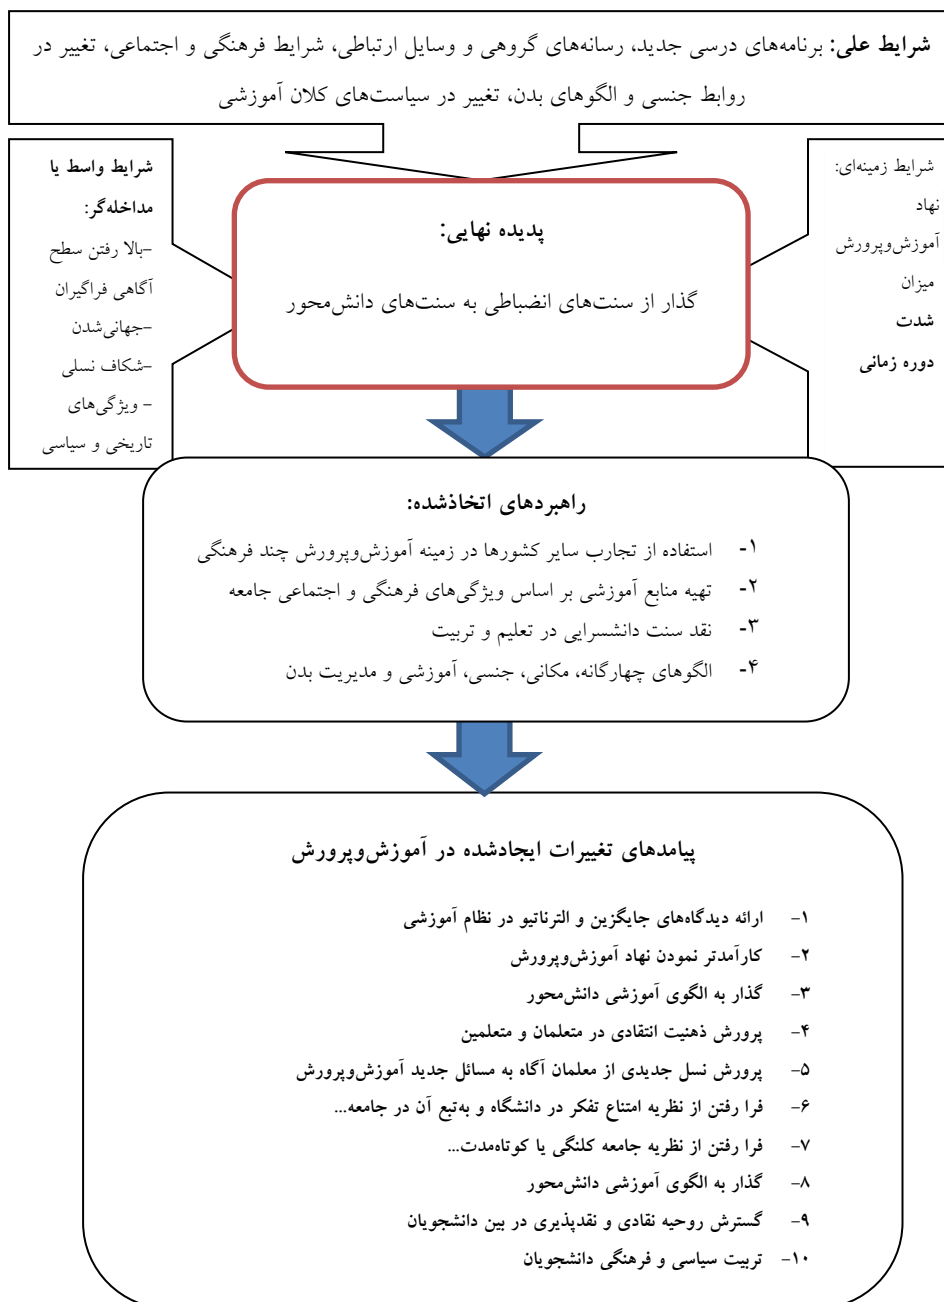 شرایط علی: برنامه‌های درسی جدید، رسانه‌های گروهی و وسایل ارتباطی، شرایط فرهنگی و اجتماعی، تغییر در
روابط جنسی و الگوهای بدن، تغییر در سیاست‌های کلان آموزشی
شرایط زمینه‌ای:
نهاد
آموزش‌وپرورش
میزان
شدت
دوره زمانی
پدیده نهایی:
گذار از سنت‌های انضباطی به سنت‌های دانش‌محور
شرایط واسط یا
مداخله‌گر:
-بالا رفتن سطح
آگاهی فراگیران
-جهانی‌شدن
-شکاف نسلی
- ویژگی‌های
تاریخی و سیاسی
راهبردهای اتخاذشده:
۱- استفاده از تجارب سایر کشورها در زمینه آموزش‌وپرورش چند فرهنگی
۲- تهیه منابع آموزشی بر اساس ویژگی‌های فرهنگی و اجتماعی جامعه
۳- نقد سنت دانشسرایی در تعلیم و تربیت
۴- الگوهای چهارگانه، مکانی، جنسی، آموزشی و مدیریت بدن
پیامدهای تغییرات ایجادشده در آموزش‌وپرورش
۱- ارائه دیدگاه‌های جایگزین و الترناتیو در نظام آموزشی
۲- کارآمدتر نمودن نهاد آموزش‌وپرورش
۳- گذار به الگوی آموزشی دانش‌محور
۴- پرورش ذهنیت انتقادی در متعلمان و متعلمین
۵- پرورش نسل جدیدی از معلمان آگاه به مسائل جدید آموزش‌وپرورش
۶- فرا رفتن از نظریه امتناع تفکر در دانشگاه و به‌تبع آن در جامعه...
۷- فرا رفتن از نظریه جامعه کلنگی یا کوتاه‌مدت...
۸- گذار به الگوی آموزشی دانش‌محور
۹- گسترش روحیه نقادی و نقدپذیری در بین دانشجویان
۱۰- تربیت سیاسی و فرهنگی دانشجویان